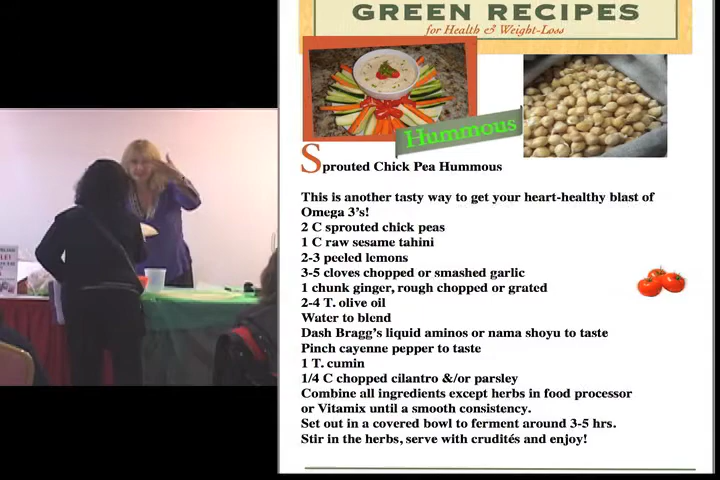 GREEN RECIPES
for Health & Weight-Loss
Hummous
Sprouted Chick Pea Hummous
This is another tasty way to get your heart-healthy blast of
Omega 3's!
2 C sprouted chick peas
1 C raw sesame tahini
2-3 peeled lemons
3-5 cloves chopped or smashed garlic
1 chunk ginger, rough chopped or grated
2-4 T. olive oil
Water to blend
Dash Bragg's liquid aminos or nama shoyu to taste
Pinch cayenne pepper to taste
1 T. cumin
1/4 C chopped cilantro &/or parsley
Combine all ingredients except herbs in food processor
or Vitamix until a smooth consistency.
Set out in a covered bowl to ferment around 3-5 hrs.
Stir in the herbs, serve with crudités and enjoy!